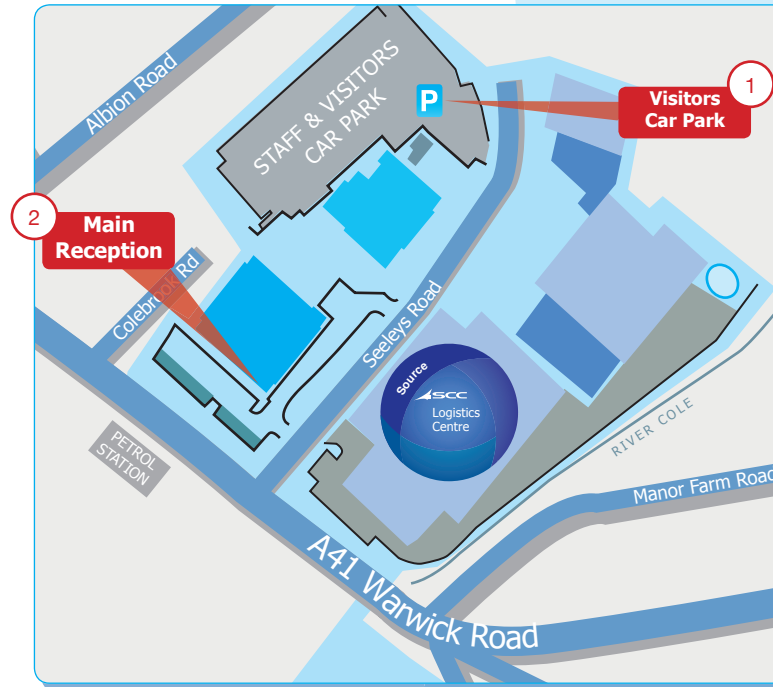 Albion Road
STAFF & VISITORS
CAR PARK
P
1
Visitors
Car Park
2
Main
Reception
Colebrook Rd
Seeleys Road
Source
SCC
Logistics
Centre
PETROL
STATION
RIVER COLE
Manor Farm Road
A41 Warwick Road